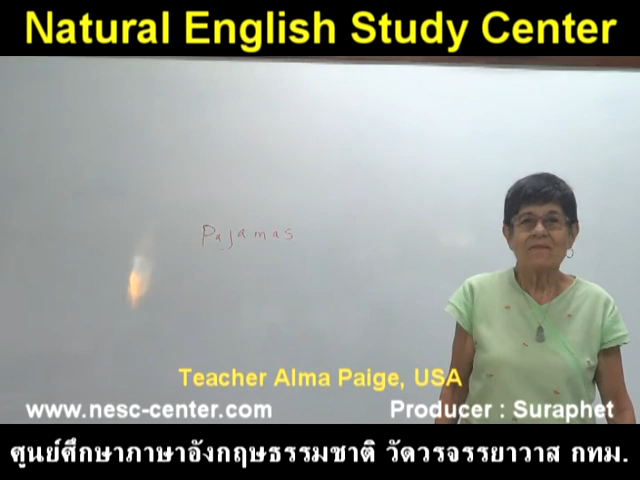 Natural English Study Center
Pajamas
Teacher Alma Paige, USA
www.nesc-center.com
Producer : Suraphet
ศูนย์ศึกษาภาษาอังกฤษธรรมชาติ วัดวรจรรยาวาส กทม.